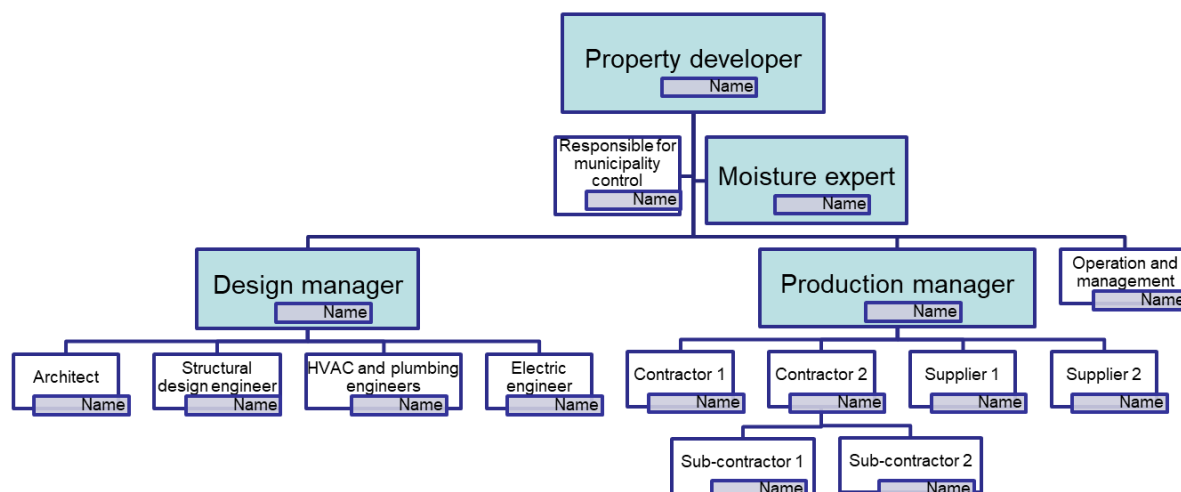 Property developer
Name
Responsible for
municipality
control
Name
Moisture expert
Name
Design manager
Name
Production manager
Name
Operation and
management
Name
Architect
Name
Structural
design engineer
Name
HVAC and plumbing
engineers
Name
Electric
engineer
Name
Contractor 1
Name
Contractor 2
Name
Supplier 1
Name
Supplier 2
Name
Sub-contractor 1
Name
Sub-contractor 2
Name